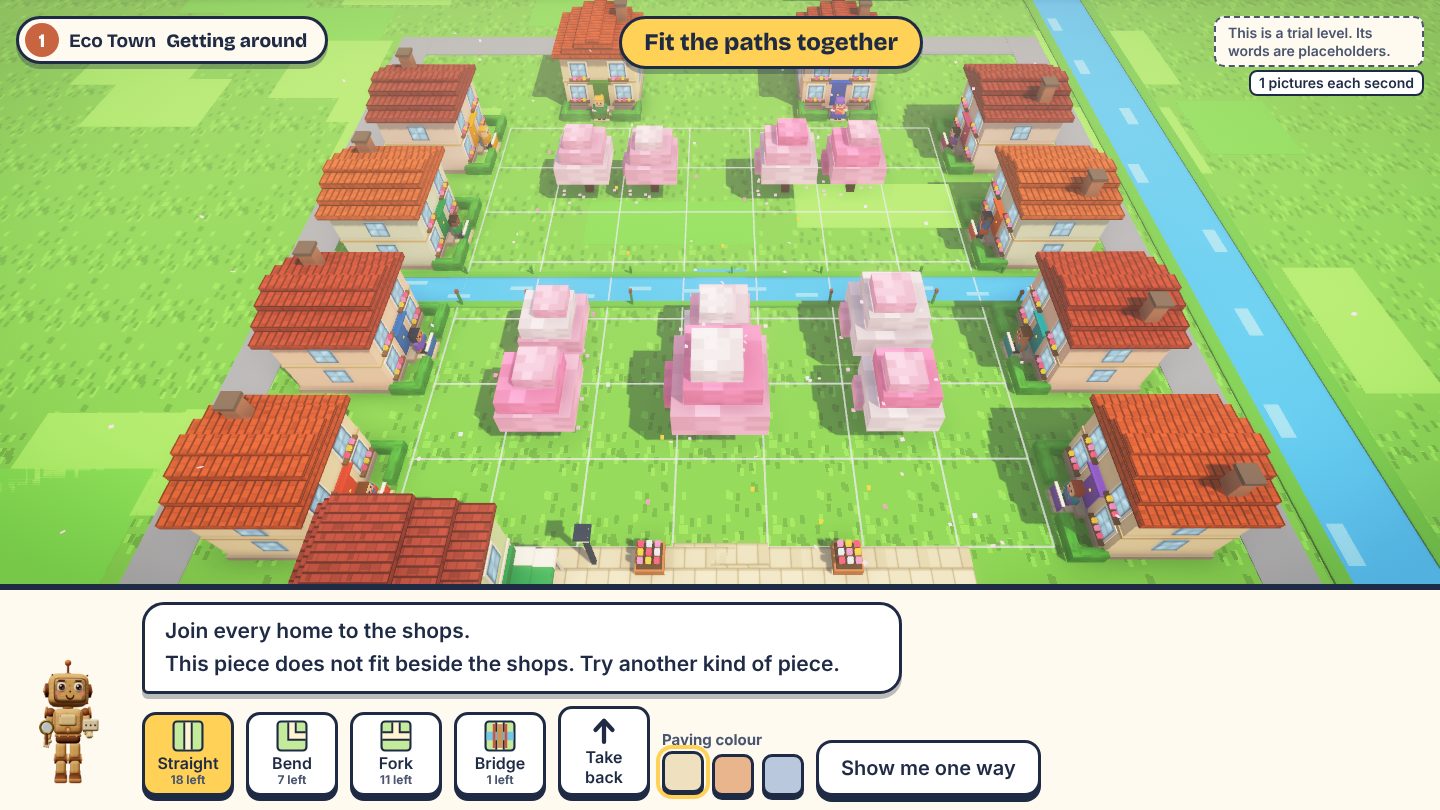 1 Eco Town Getting around
Fit the paths together
This is a trial level. Its
words are placeholders.
1 pictures each second
Join every home to the shops.
This piece does not fit beside the shops. Try another kind of piece.
Straight
18 left
Bend
7 left
Fork
11 left
Bridge
1 left
Take
back
Paving colour
Show me one way